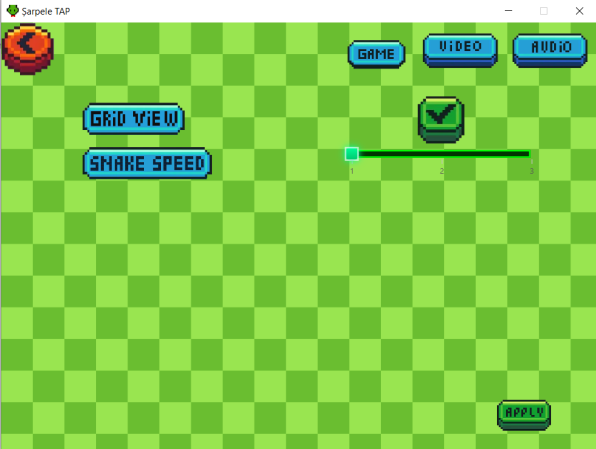 Șarpele TAP
GAME
ViDEO
AUDiO
GRiD ViEW
SNAKE SPEED
1 2 3
APPLY